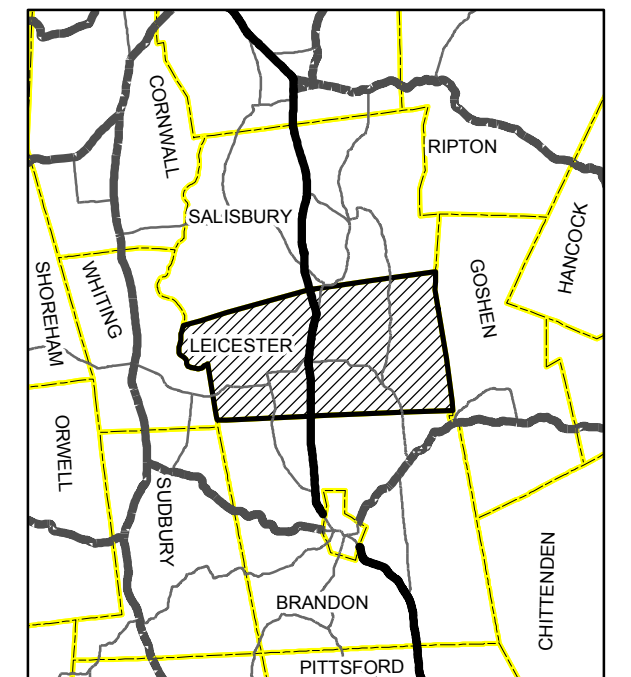 CORNWALL
RIPTON
SALISBURY
HANCOCK
SHOREHAM
WHITING
GOSHEN
LEICESTER
ORWELL
SUDBURY
CHITTENDEN
BRANDON
PITTSFORD